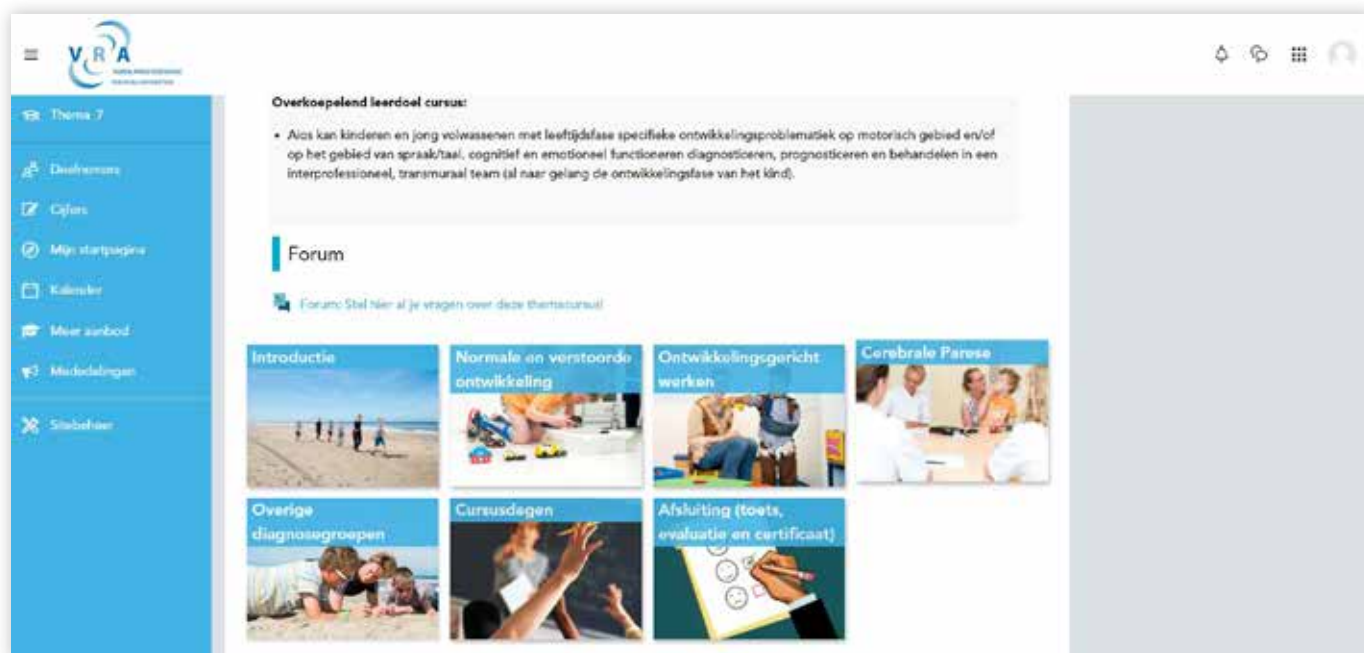 VRA
Thema 7
Deelnemers
Cijfers
Mijn startpagina
Kalender
Meer aanbod
Mededelingen
Sitebeheer
Overkoepelend leerdoel cursus:
• Aios kan kinderen en jong volwassenen met leeftijdsfase specifieke ontwikkelingsproblematiek op motorisch gebied en/of
op het gebied van spraak/taal, cognitief en emotioneel functioneren diagnosticeren, prognosticeren en behandelen in een
interprofessioneel, transmuraal team (al naar gelang de ontwikkelingsfase van het kind).
Forum
Forum: Stel hier al je vragen over deze themacursus!
Introductie
Normale en verstoorde
ontwikkeling
Ontwikkelingsgericht
werken
Cerebrale Parese
Overige
diagnosegroepen
Cursusdagen
Afsluiting (toets,
evaluatie en certificaat)